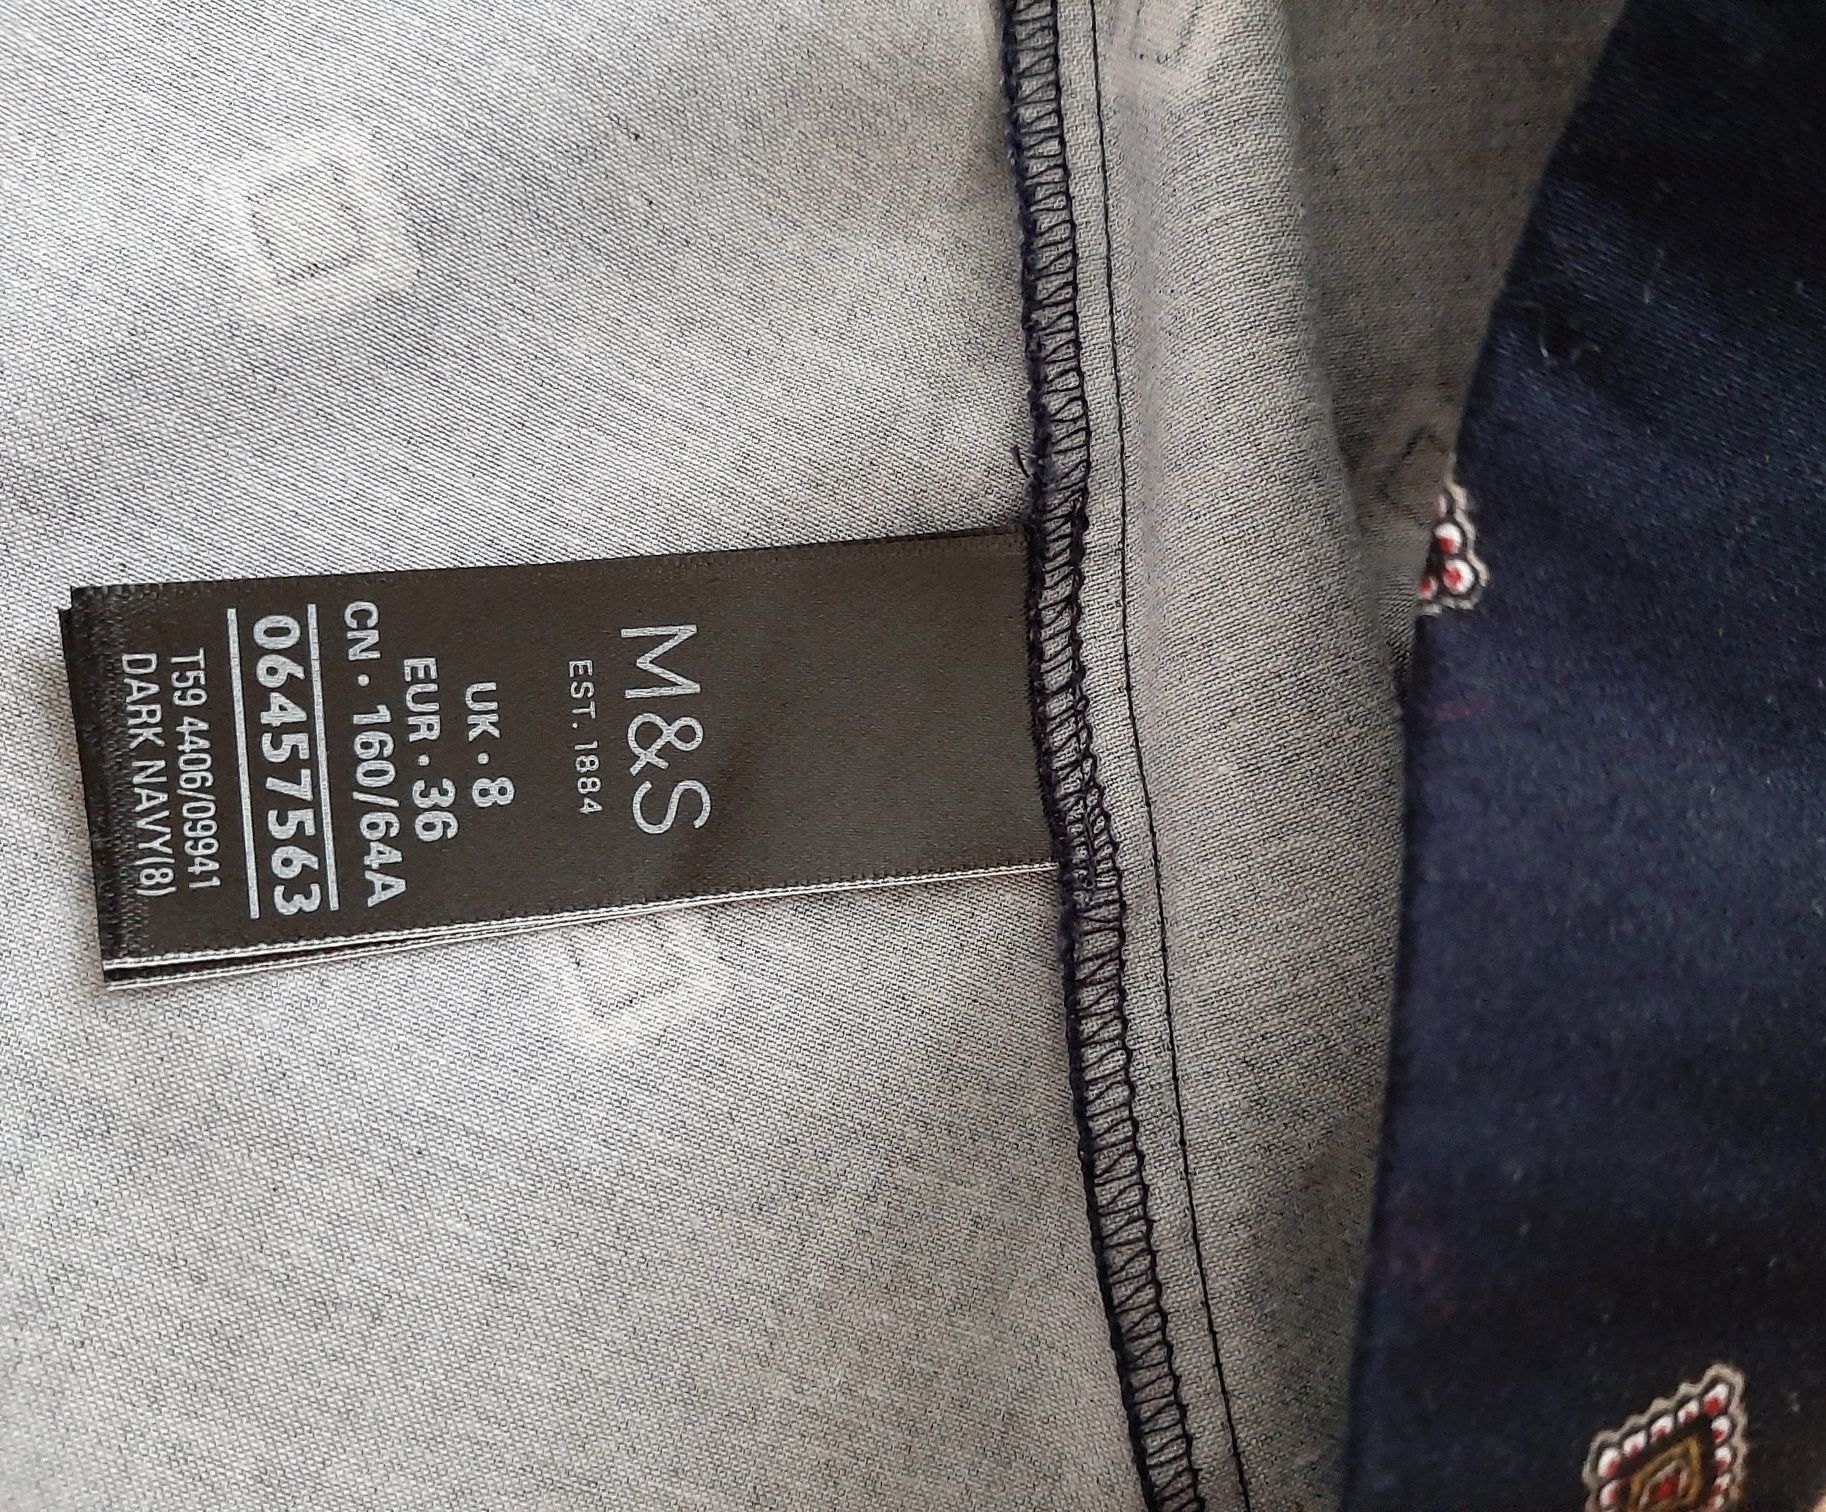 M&S
EST. 1884
UK · 8
EUR · 36
CN · 160/64A
06457563
T59 4406/09941
DARK NAVY(8)